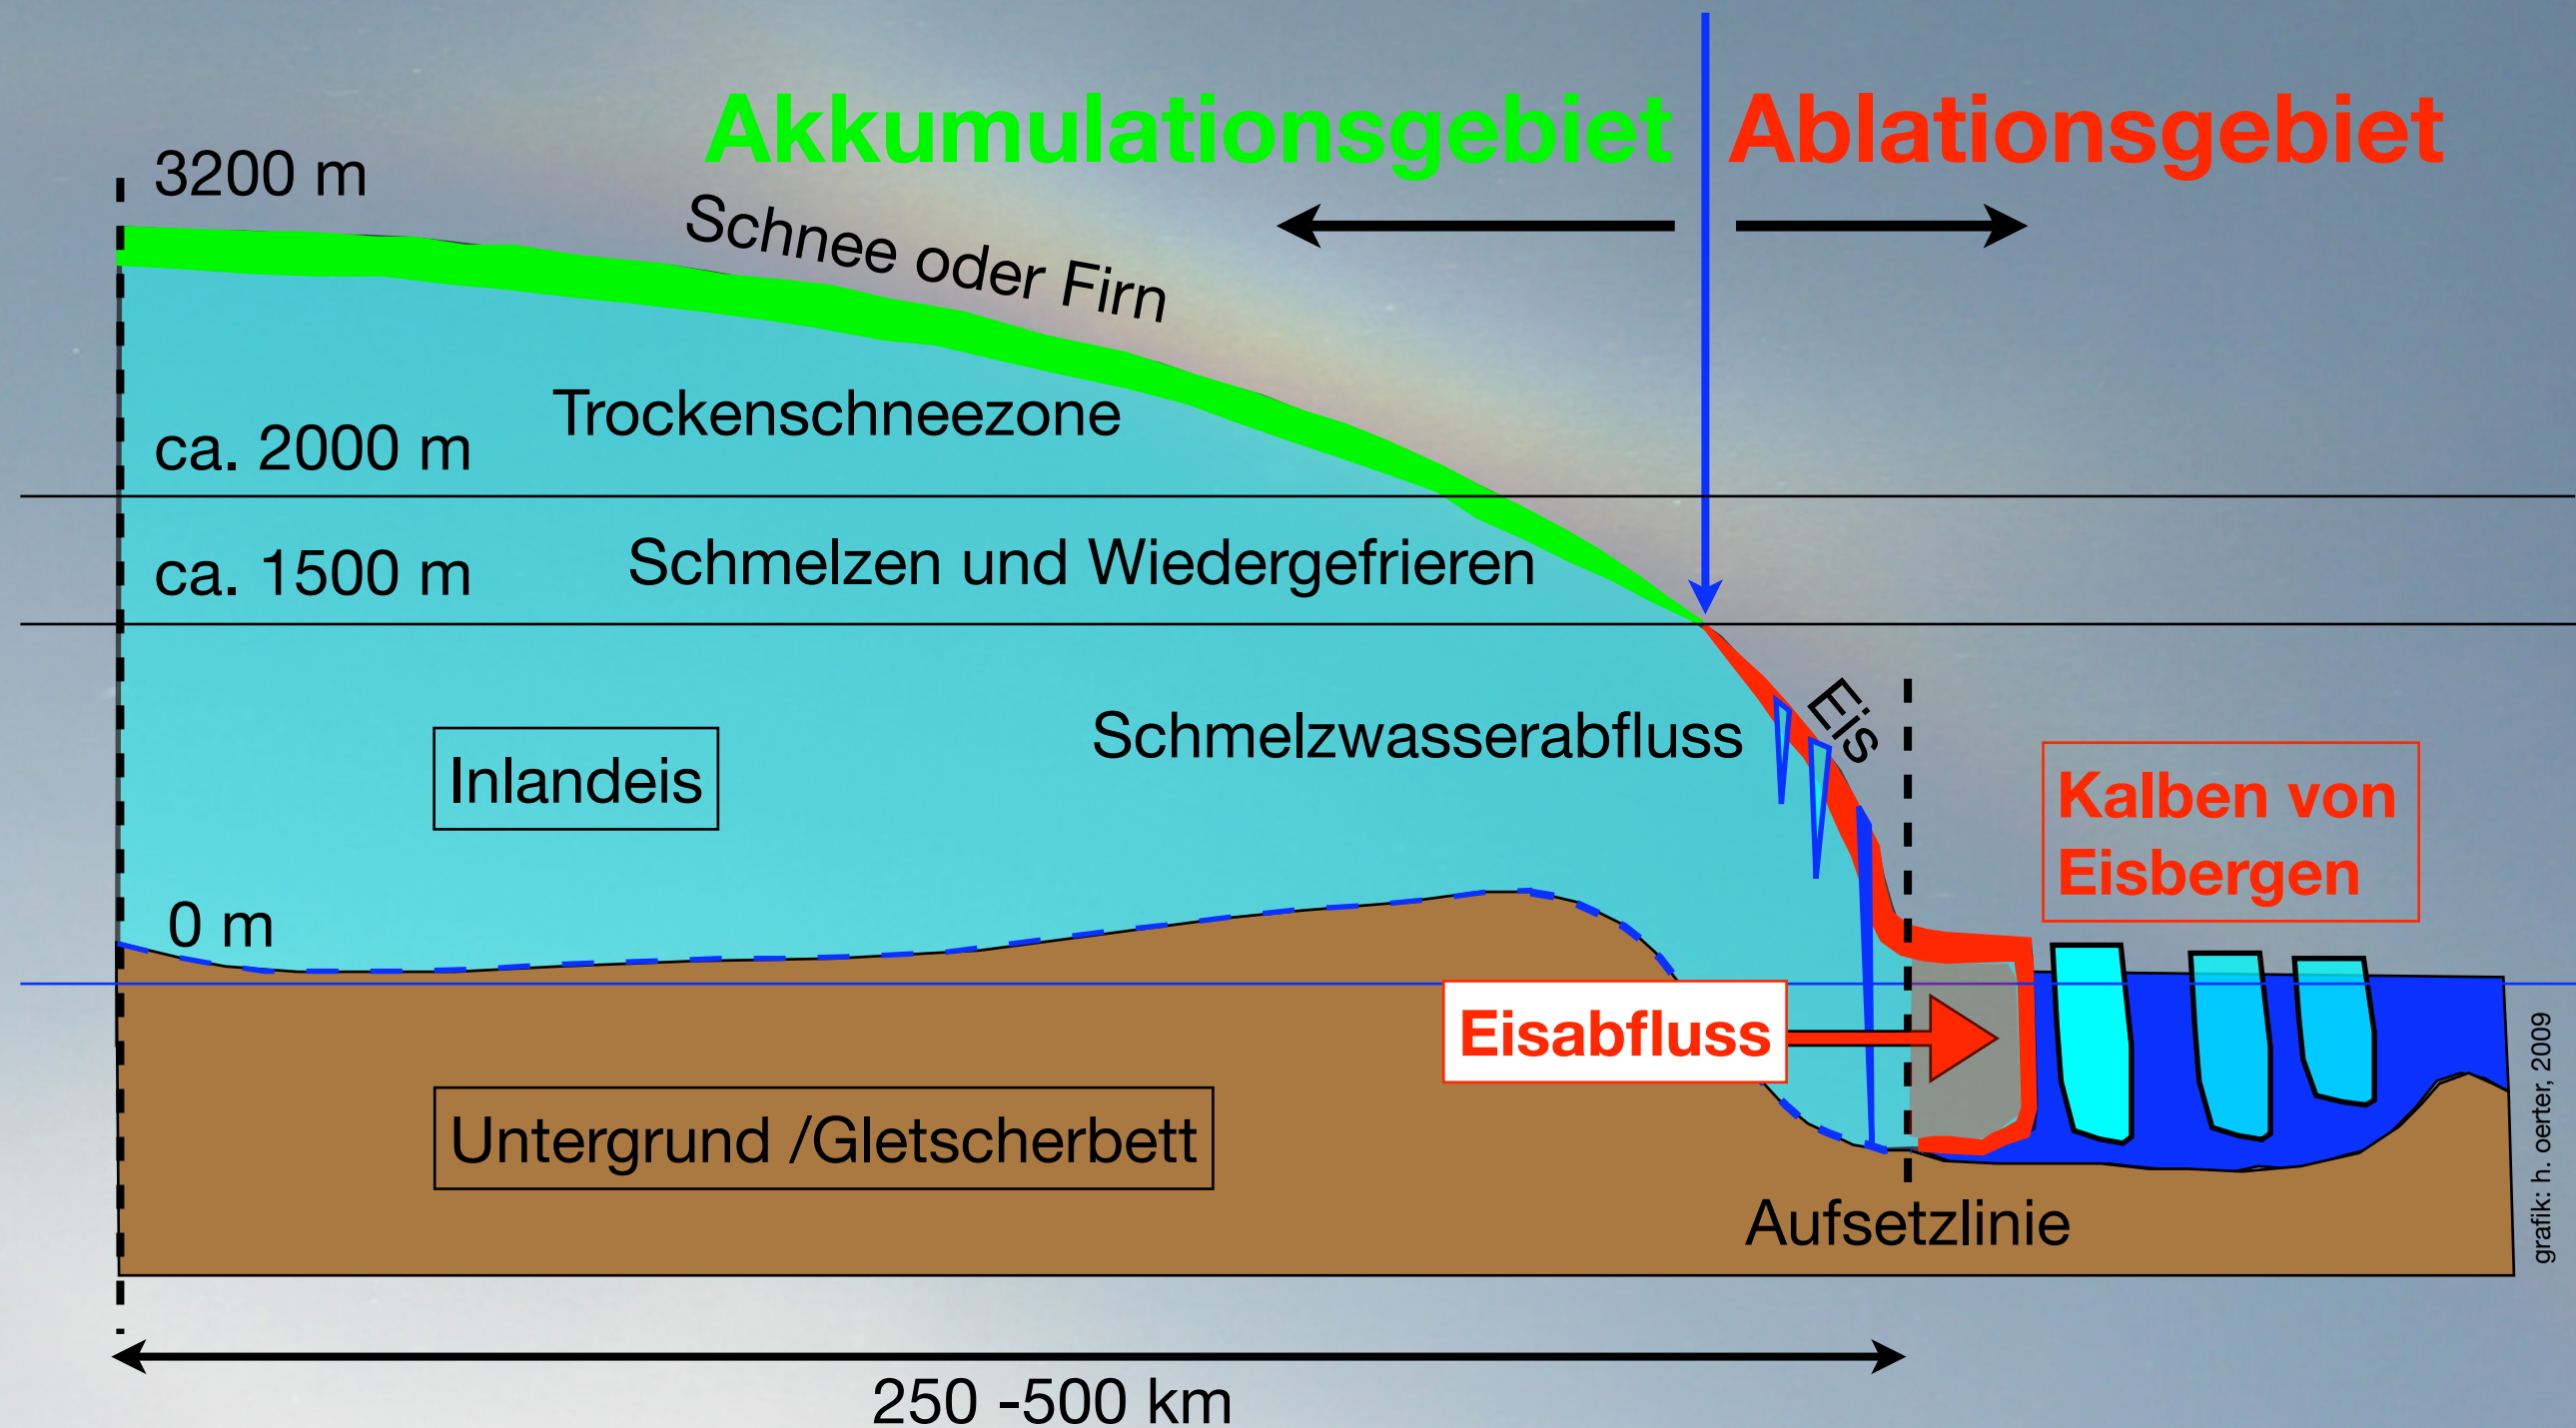 Akkumulationsgebiet
Ablationsgebiet
3200 m
Schnee oder Firn
Trockenschneezone
ca. 2000 m
Schmelzen und Wiedergefrieren
ca. 1500 m
Eis
Schmelzwasserabfluss
Inlandeis
Kalben von
Eisbergen
0 m
Eisabfluss
Untergrund /Gletscherbett
Aufsetzlinie
grafik: h. oerter, 2009
250 -500 km